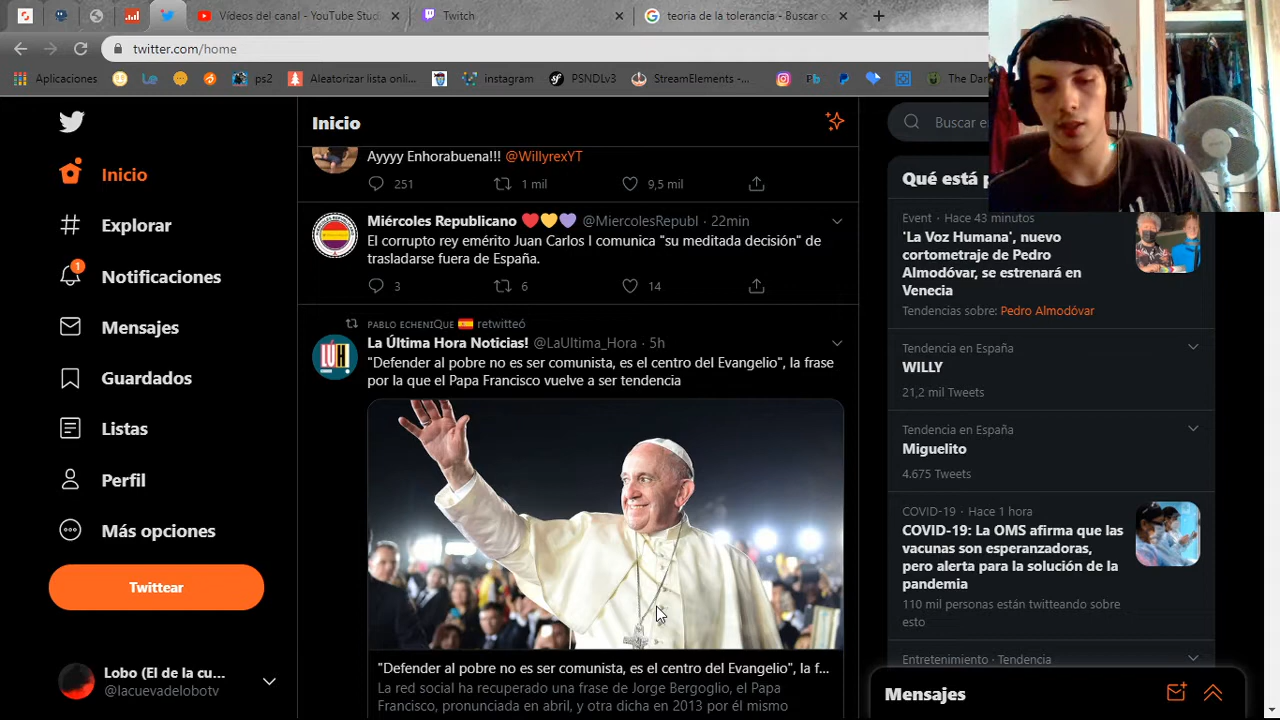 Vídeos del canal - YouTube Studi
Twitch
teoria de la tolerancia - Buscar c
twitter.com/home
Aplicaciones
ps2
Aleatorizar lista onli...
instagram
PSNDLv3
StreamElements -...
The Dar
Inicio
Explorar
Notificaciones
1
Mensajes
Guardados
Listas
Perfil
Más opciones
Twittear
Lobo (El de la cu...
@lacuevadelobotv
Inicio
Ayyyy Enhorabuena!!! @WillyrexYT
251 1 mil 9,5 mil
Miércoles Republicano @MiercolesRepubl · 22min
El corrupto rey emérito Juan Carlos I comunica "su meditada decisión" de
trasladarse fuera de España.
3 6 14
PABLO ECHENIQUE retwitteó
La Última Hora Noticias! @LaUltima_Hora · 5h
"Defender al pobre no es ser comunista, es el centro del Evangelio", la frase
por la que el Papa Francisco vuelve a ser tendencia
LÚH!
"Defender al pobre no es ser comunista, es el centro del Evangelio", la f...
La red social ha recuperado una frase de Jorge Bergoglio, el Papa
Francisco, pronunciada en abril, y otra dicha en 2013 por él mismo
Buscar e
Qué está p
Event · Hace 43 minutos
'La Voz Humana', nuevo
cortometraje de Pedro
Almodóvar, se estrenará en
Venecia
Tendencias sobre: Pedro Almodóvar
Tendencia en España
WILLY
21,2 mil Tweets
Tendencia en España
Miguelito
4.675 Tweets
COVID-19 · Hace 1 hora
COVID-19: La OMS afirma que las
vacunas son esperanzadoras,
pero alerta para la solución de la
pandemia
110 mil personas están twitteando sobre
esto
Entretenimiento · Tendencia
Mensajes